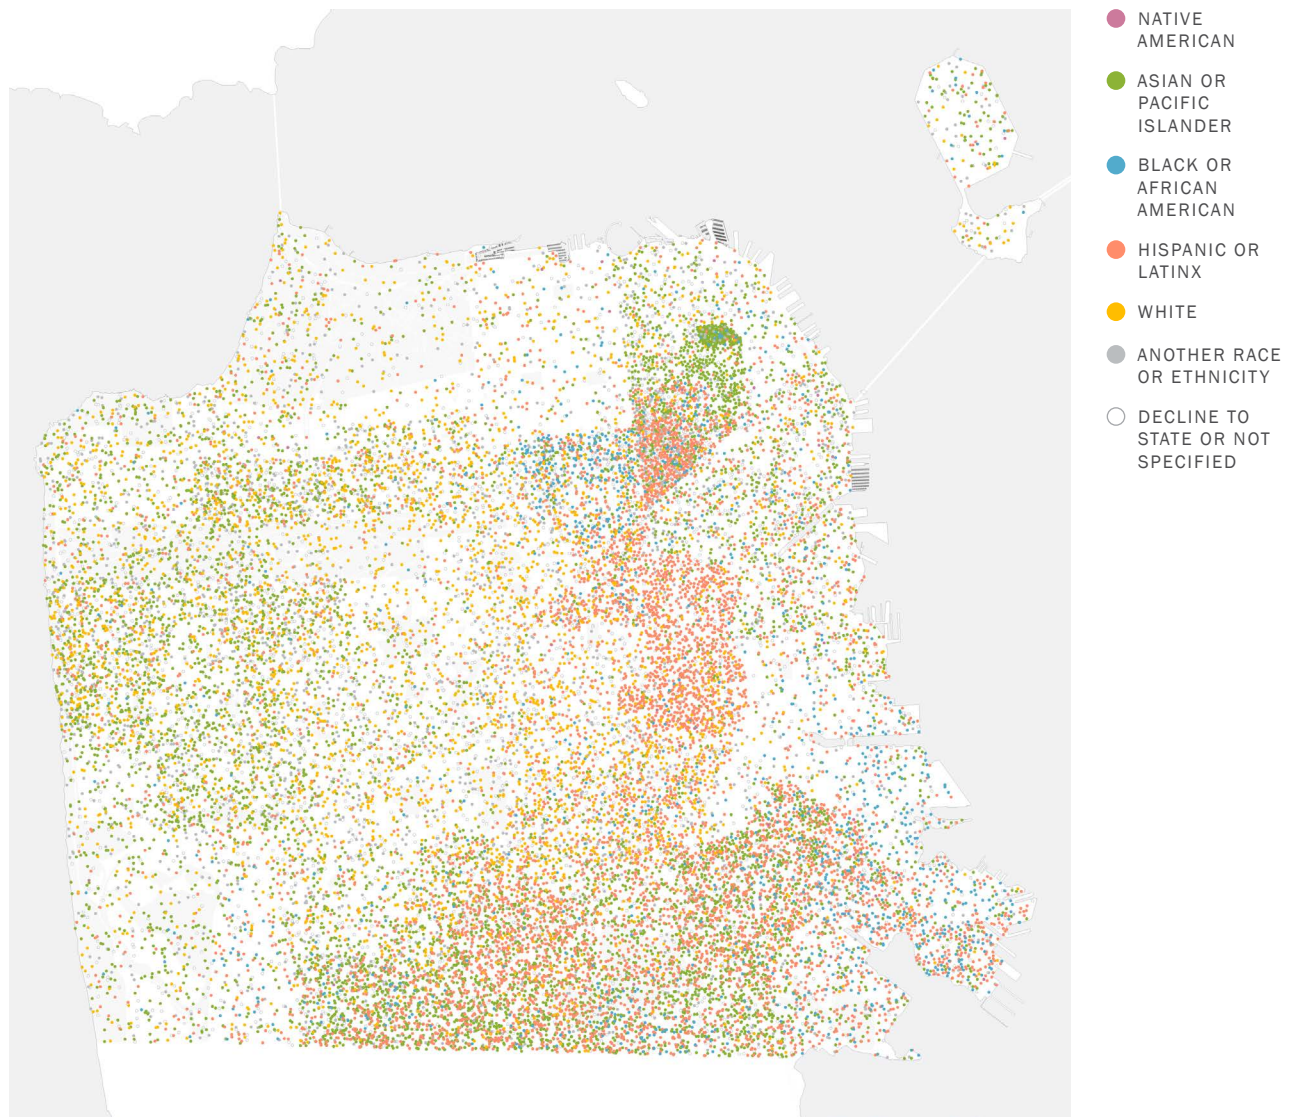 NATIVE
AMERICAN
ASIAN OR
PACIFIC
ISLANDER
BLACK OR
AFRICAN
AMERICAN
HISPANIC OR
LATINX
WHITE
ANOTHER RACE
OR ETHNICITY
DECLINE TO
STATE OR NOT
SPECIFIED